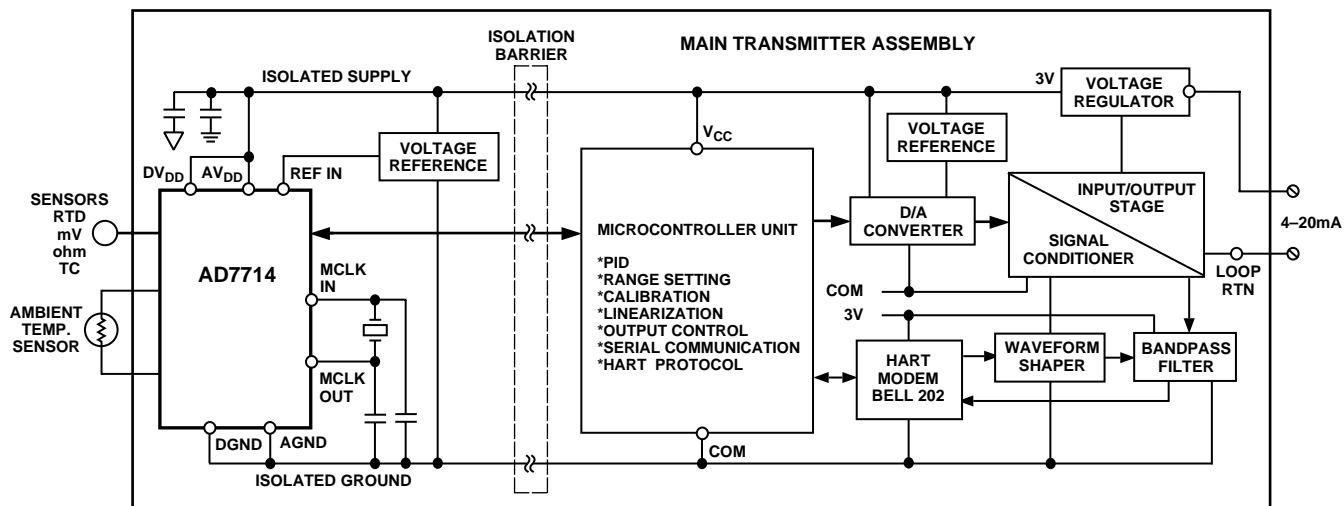 MAIN TRANSMITTER ASSEMBLY
ISOLATION
BARRIER
ISOLATED SUPPLY
3V
VOLTAGE
REGULATOR
VOLTAGE
REFERENCE
VCC
VOLTAGE
REFERENCE
DVDD
AVDD
REF IN
SENSORS
RTD
mV
ohm
TC
AD7714
MCLK
IN
MCLK
OUT
AMBIENT
TEMP.
SENSOR
DGND
AGND
ISOLATED GROUND
MICROCONTROLLER UNIT
*PID
*RANGE SETTING
*CALIBRATION
*LINEARIZATION
*OUTPUT CONTROL
*SERIAL COMMUNICATION
*HART PROTOCOL
COM
D/A
CONVERTER
INPUT/OUTPUT
STAGE
SIGNAL
CONDITIONER
4–20mA
LOOP
RTN
COM
3V
HART
MODEM
BELL 202
WAVEFORM
SHAPER
BANDPASS
FILTER